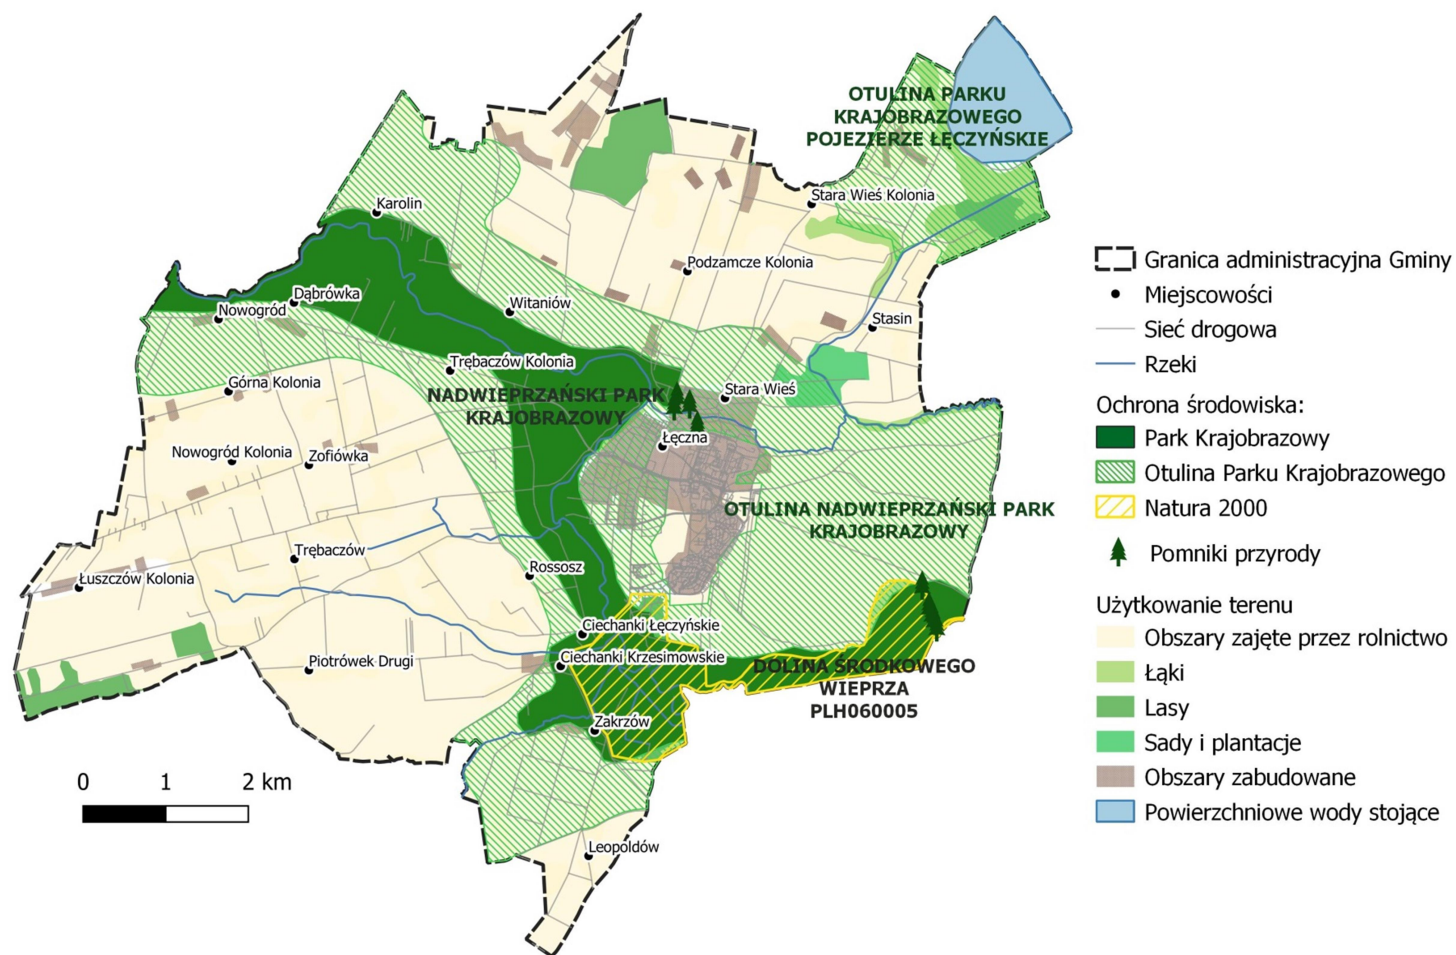 OTULINA PARKU
KRAJOBRAZOWEGO
POJEZIERZE ŁĘCZYŃSKIE
Karolin
Stara Wieś Kolonia
Podzamcze Kolonia
Dąbrówka
Nowogród
Witaniów
Stasin
Trębaczów Kolonia
Górna Kolonia
NADWIEPRZAŃSKI PARK
KRAJOBRAZOWY
Stara Wieś
Łęczna
Nowogród Kolonia
Zofiówka
OTULINA NADWIEPRZAŃSKI PARK
KRAJOBRAZOWY
Trębaczów
Łuszczów Kolonia
Rossosz
Ciechanki Łęczyńskie
Ciechanki Krzesimowskie
Piotrówek Drugi
DOLINA ŚRODKOWEGO
WIEPRZA
PLH060005
Zakrzów
Leopoldów
0 1 2 km
Granica administracyjna Gminy
Miejscowości
Sieć drogowa
Rzeki
Ochrona środowiska:
Park Krajobrazowy
Otulina Parku Krajobrazowego
Natura 2000
Pomniki przyrody
Użytkowanie terenu
Obszary zajęte przez rolnictwo
Łąki
Lasy
Sady i plantacje
Obszary zabudowane
Powierzchniowe wody stojące